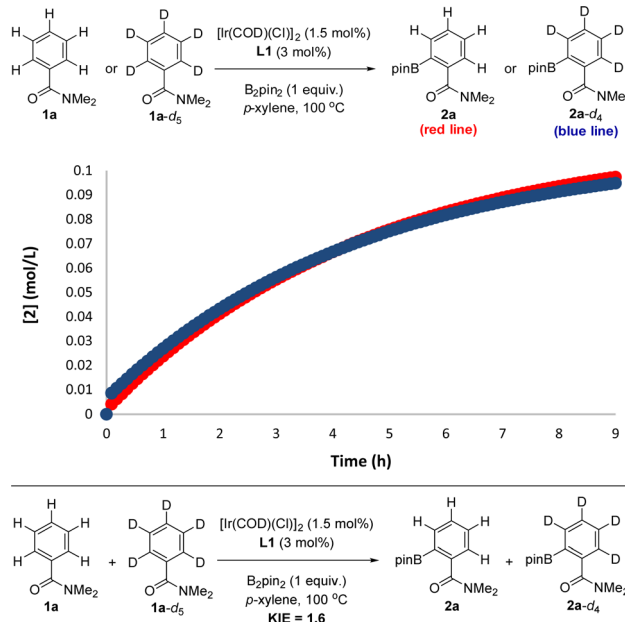 H
H H
H H
O NMe2
1a
or
D
D D
D D
O NMe2
1a-d5
[Ir(COD)(Cl)]2 (1.5 mol%)
L1 (3 mol%)
B2pin2 (1 equiv.)
p-xylene, 100 °C
H
H H
pinB H
O NMe2
2a
(red line)
or
D
D D
pinB D
O NMe
2a-d4
(blue line)
[2] (mol/L)
0.1
0.09
0.08
0.07
0.06
0.05
0.04
0.03
0.02
0.01
0
0 1 2 3 4 5 6 7 8 9
Time (h)
H
H H
H H
O NMe2
1a
+
D
D D
D D
O NMe2
1a-d5
[Ir(COD)(Cl)]2 (1.5 mol%)
L1 (3 mol%)
B2pin2 (1 equiv.)
p-xylene, 100 °C
KIE = 1.6
H
H H
pinB H
O NMe2
2a
+
D
D D
pinB D
O NMe2
2a-d4